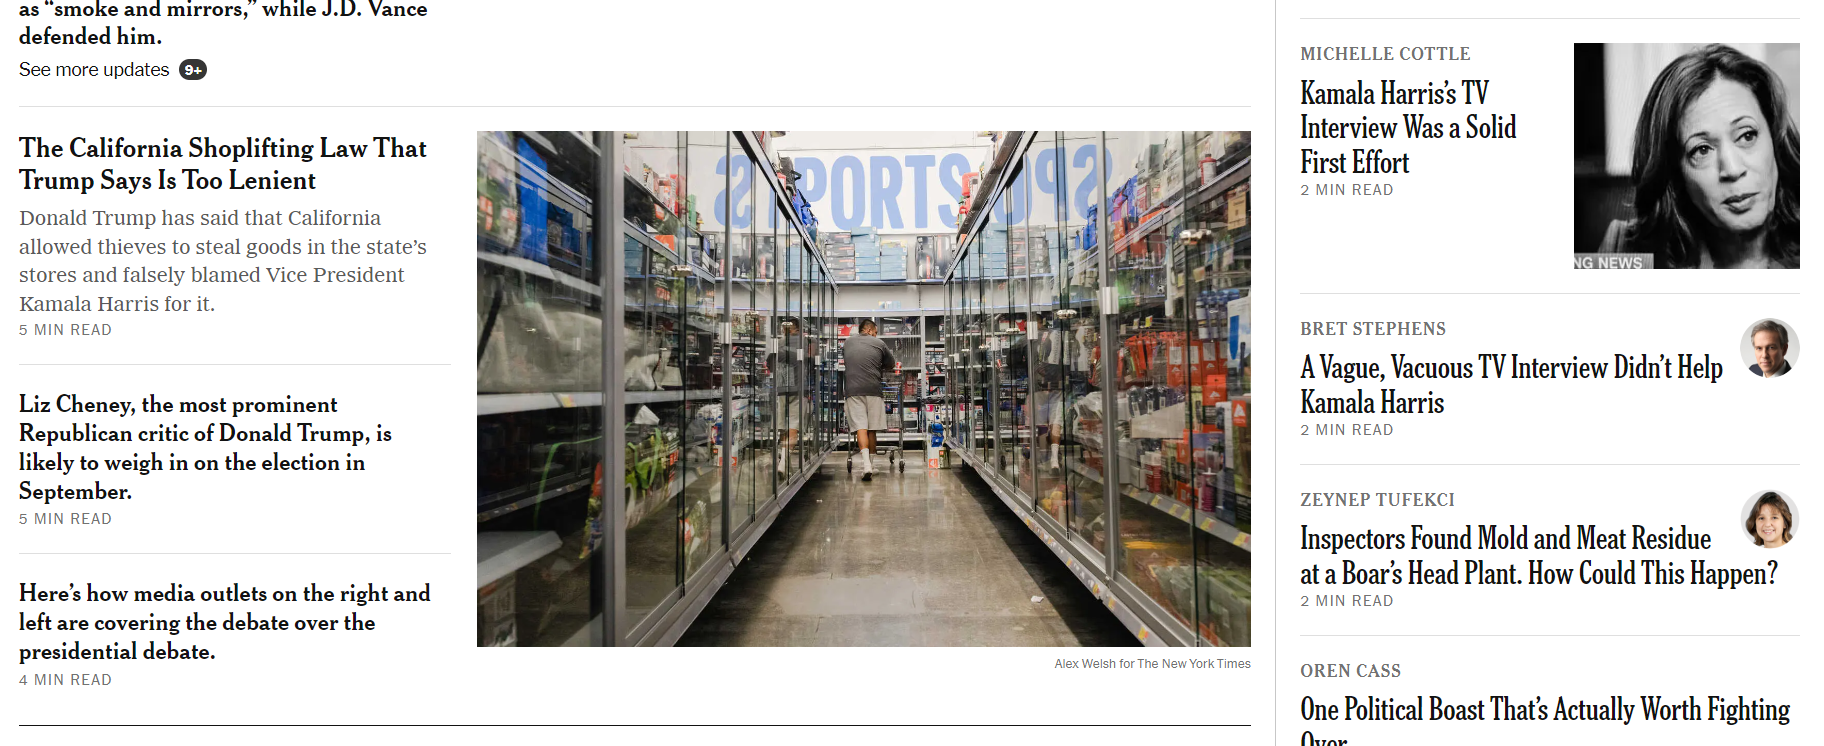 as “smoke and mirrors,” while J.D. Vance
defended him.
See more updates 9+
The California Shoplifting Law That
Trump Says Is Too Lenient
Donald Trump has said that California
allowed thieves to steal goods in the state’s
stores and falsely blamed Vice President
Kamala Harris for it.
5 MIN READ
Liz Cheney, the most prominent
Republican critic of Donald Trump, is
likely to weigh in on the election in
September.
5 MIN READ
Here’s how media outlets on the right and
left are covering the debate over the
presidential debate.
4 MIN READ
SPORTS
Alex Welsh for The New York Times
MICHELLE COTTLE
Kamala Harris’s TV
Interview Was a Solid
First Effort
2 MIN READ
NG NEWS
BRET STEPHENS
A Vague, Vacuous TV Interview Didn’t Help
Kamala Harris
2 MIN READ
ZEYNEP TUFEKCI
Inspectors Found Mold and Meat Residue
at a Boar’s Head Plant. How Could This Happen?
2 MIN READ
OREN CASS
One Political Boast That’s Actually Worth Fighting
Over